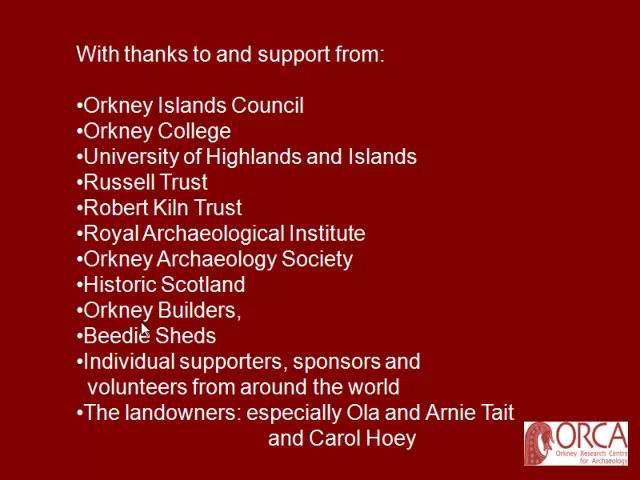 With thanks to and support from:
•Orkney Islands Council
•Orkney College
•University of Highlands and Islands
•Russell Trust
•Robert Kiln Trust
•Royal Archaeological Institute
•Orkney Archaeology Society
•Historic Scotland
•Orkney Builders,
•Beedie Sheds
•Individual supporters, sponsors and
volunteers from around the world
•The landowners: especially Ola and Arnie Tait
and Carol Hoey
ORCA
Orkney Research Centre
for Archaeology